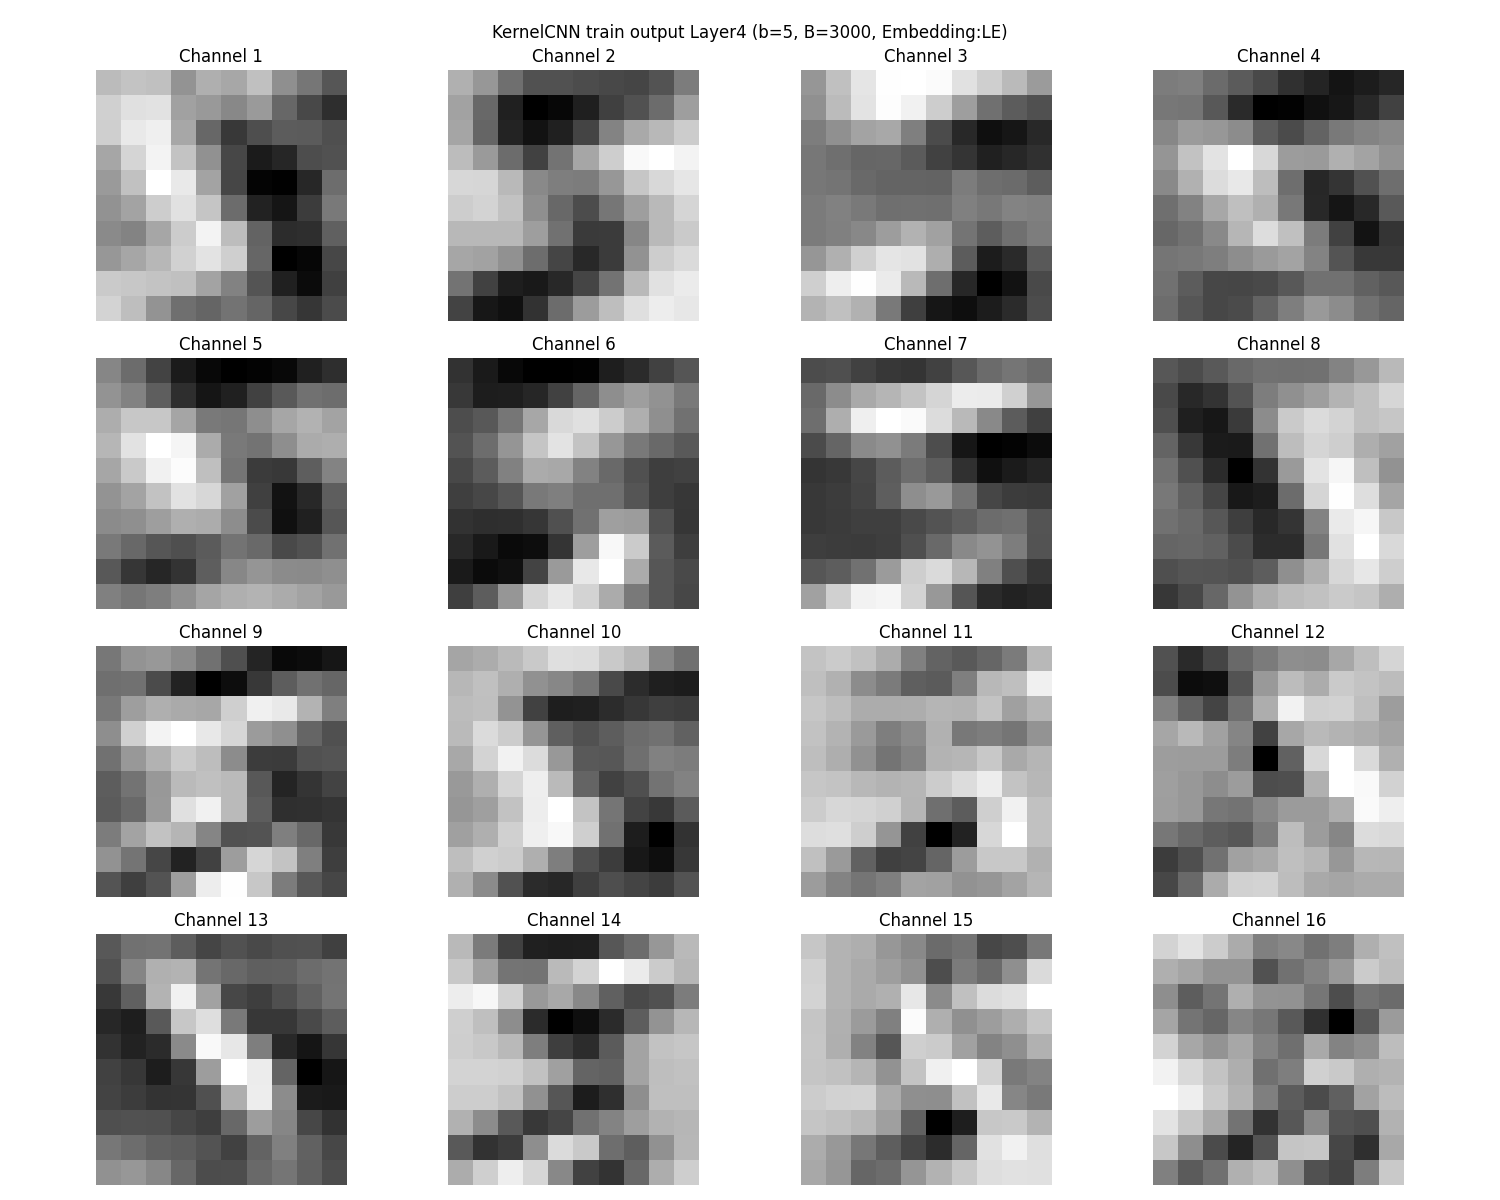 KernelCNN train output Layer4 (b=5, B=3000, Embedding:LE)
Channel 1
Channel 2
Channel 3
Channel 4
Channel 5
Channel 6
Channel 7
Channel 8
Channel 9
Channel 10
Channel 11
Channel 12
Channel 13
Channel 14
Channel 15
Channel 16